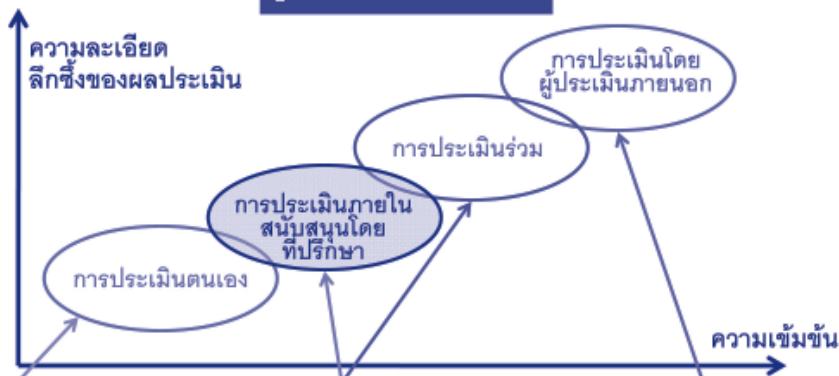 ความละเอียด
ลึกซึ้งของผลประเมิน
การประเมินโดย
ผู้ประเมินภายนอก
การประเมินร่วม
การประเมินภายใน
สนับสนุนโดย
ที่ปรึกษา
การประเมินตนเอง
ความเข้มข้น